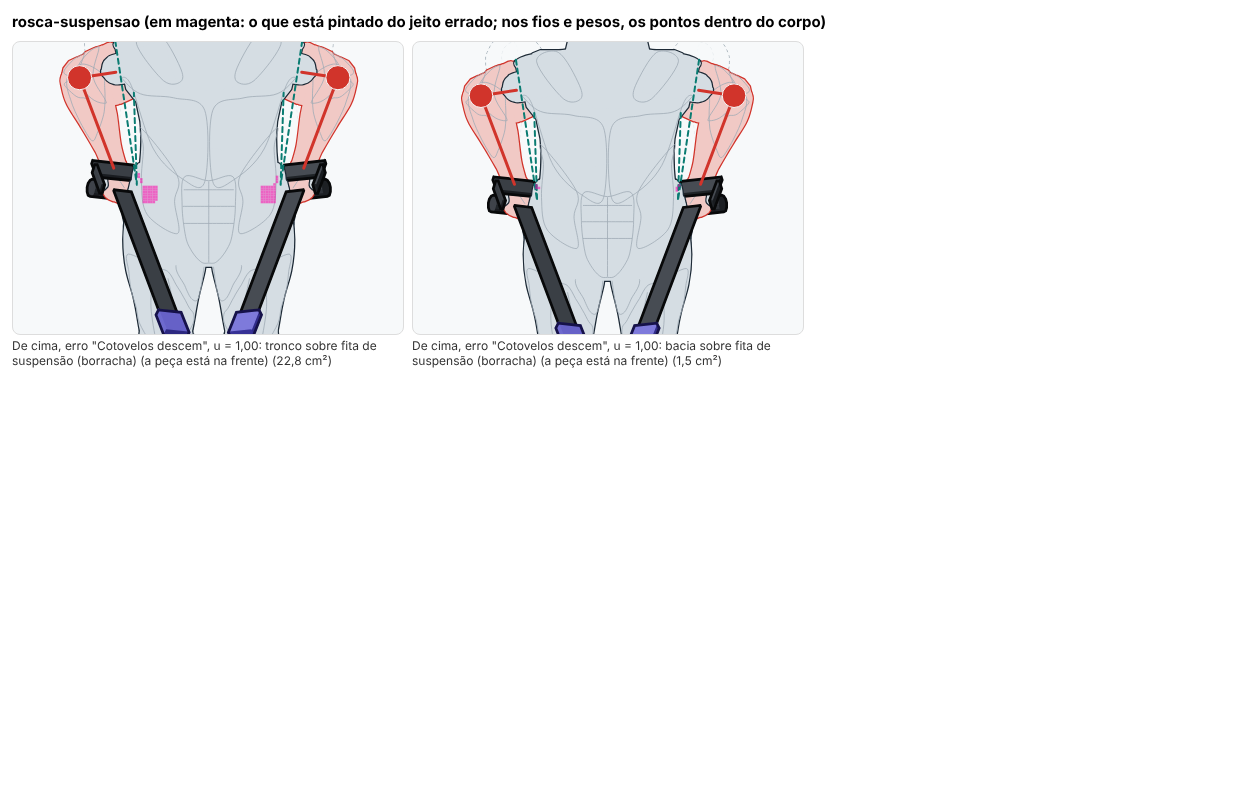 rosca-suspensao (em magenta: o que está pintado do jeito errado; nos fios e pesos, os pontos dentro do corpo)
De cima, erro "Cotovelos descem", u = 1,00: tronco sobre fita de
suspensão (borracha) (a peça está na frente) (22,8 cm²)
De cima, erro "Cotovelos descem", u = 1,00: bacia sobre fita de
suspensão (borracha) (a peça está na frente) (1,5 cm²)